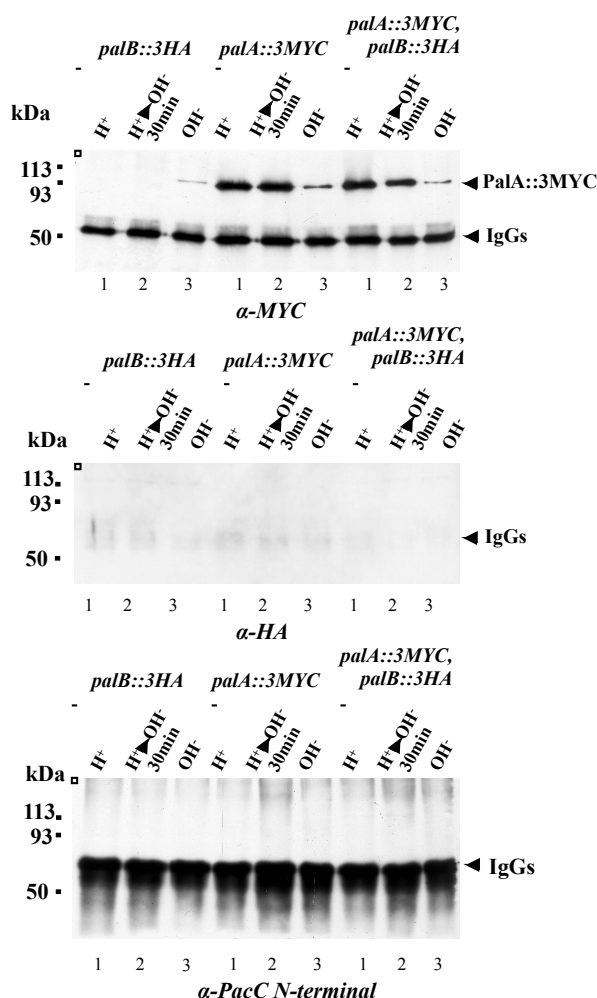 palA::3MYC,
palB::3HA palA::3MYC palB::3HA
- - -
H⁺ H⁺ OH⁻ 30min OH⁻ H⁺ H⁺ OH⁻ 30min OH⁻ H⁺ H⁺ OH⁻ 30min OH⁻
kDa
113
93 PalA::3MYC
50 IgGs
1 2 3 1 2 3 1 2 3
α-MYC
palA::3MYC,
palB::3HA palA::3MYC palB::3HA
- - -
H⁺ H⁺ OH⁻ 30min OH⁻ H⁺ H⁺ OH⁻ 30min OH⁻ H⁺ H⁺ OH⁻ 30min OH⁻
kDa
113
93
IgGs
50
1 2 3 1 2 3 1 2 3
α-HA
palA::3MYC,
palB::3HA palA::3MYC palB::3HA
- - -
H⁺ H⁺ OH⁻ 30min OH⁻ H⁺ H⁺ OH⁻ 30min OH⁻ H⁺ H⁺ OH⁻ 30min OH⁻
kDa
113
93
IgGs
50
1 2 3 1 2 3 1 2 3
α-PacC N-terminal